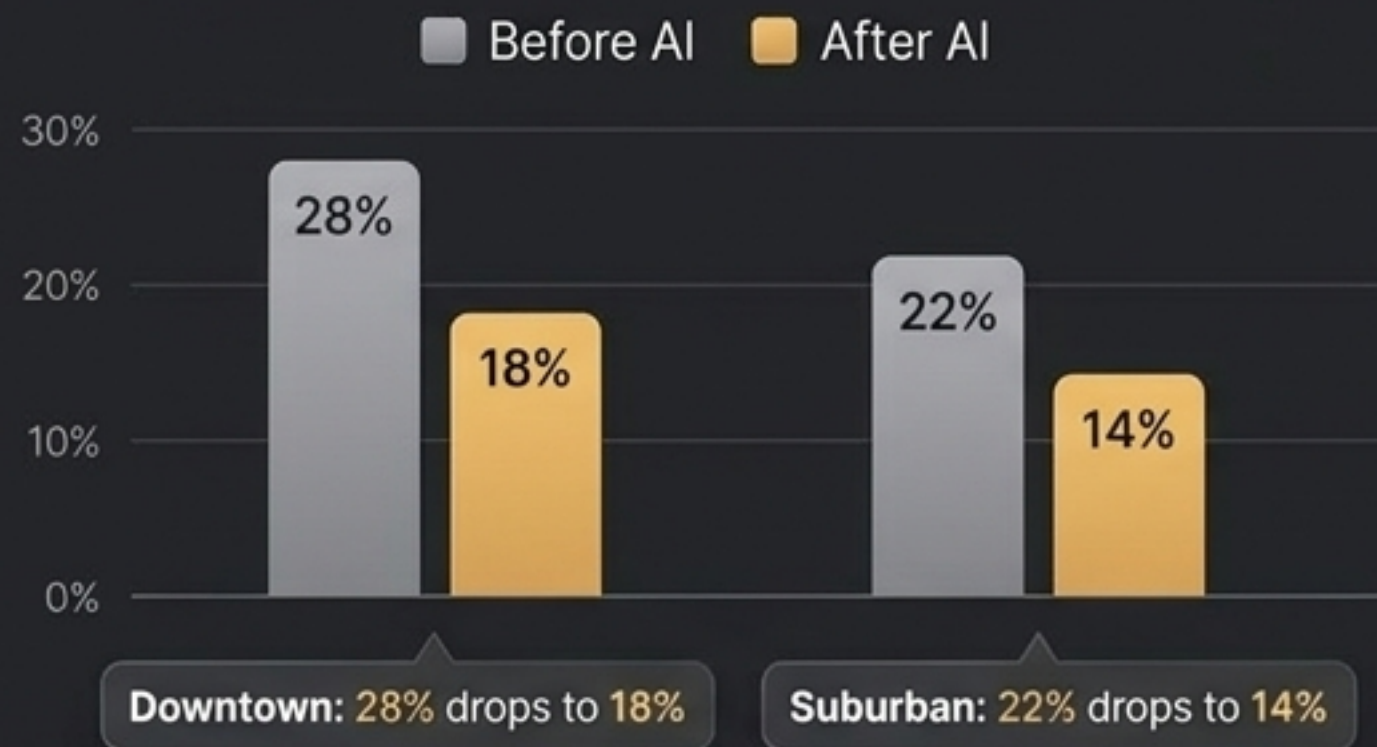 Before AI After AI
30%
28%
20%
22%
18%
14%
10%
0%
Downtown: 28% drops to 18%
Suburban: 22% drops to 14%